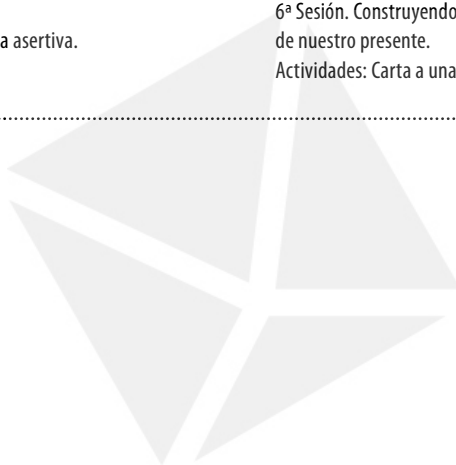 a asertiva.
6ª Sesión. Construyendo
de nuestro presente.
Actividades: Carta a una